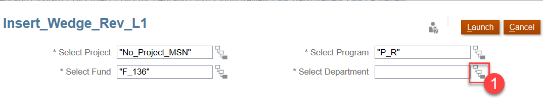 Insert_Wedge_Rev_L1
Launch Cancel
* Select Project "No_Project_MSN" * Select Program "P_R"
* Select Fund "F_136" * Select Department
1